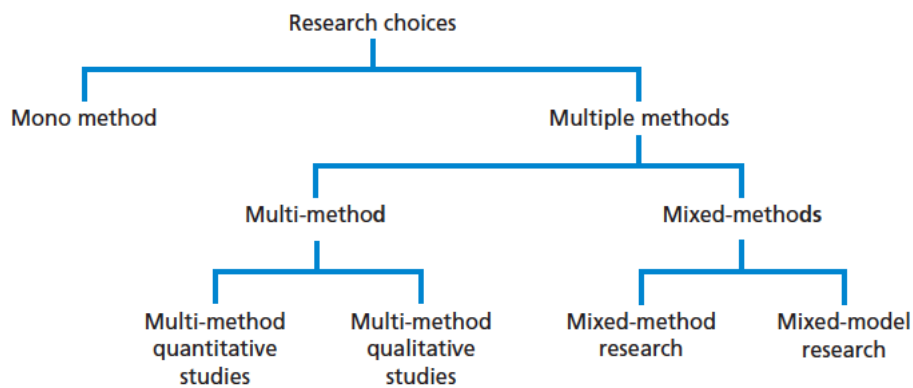 Research choices
Mono method
Multiple methods
Multi-method
Mixed-methods
Multi-method
quantitative
studies
Multi-method
qualitative
studies
Mixed-method
research
Mixed-model
research